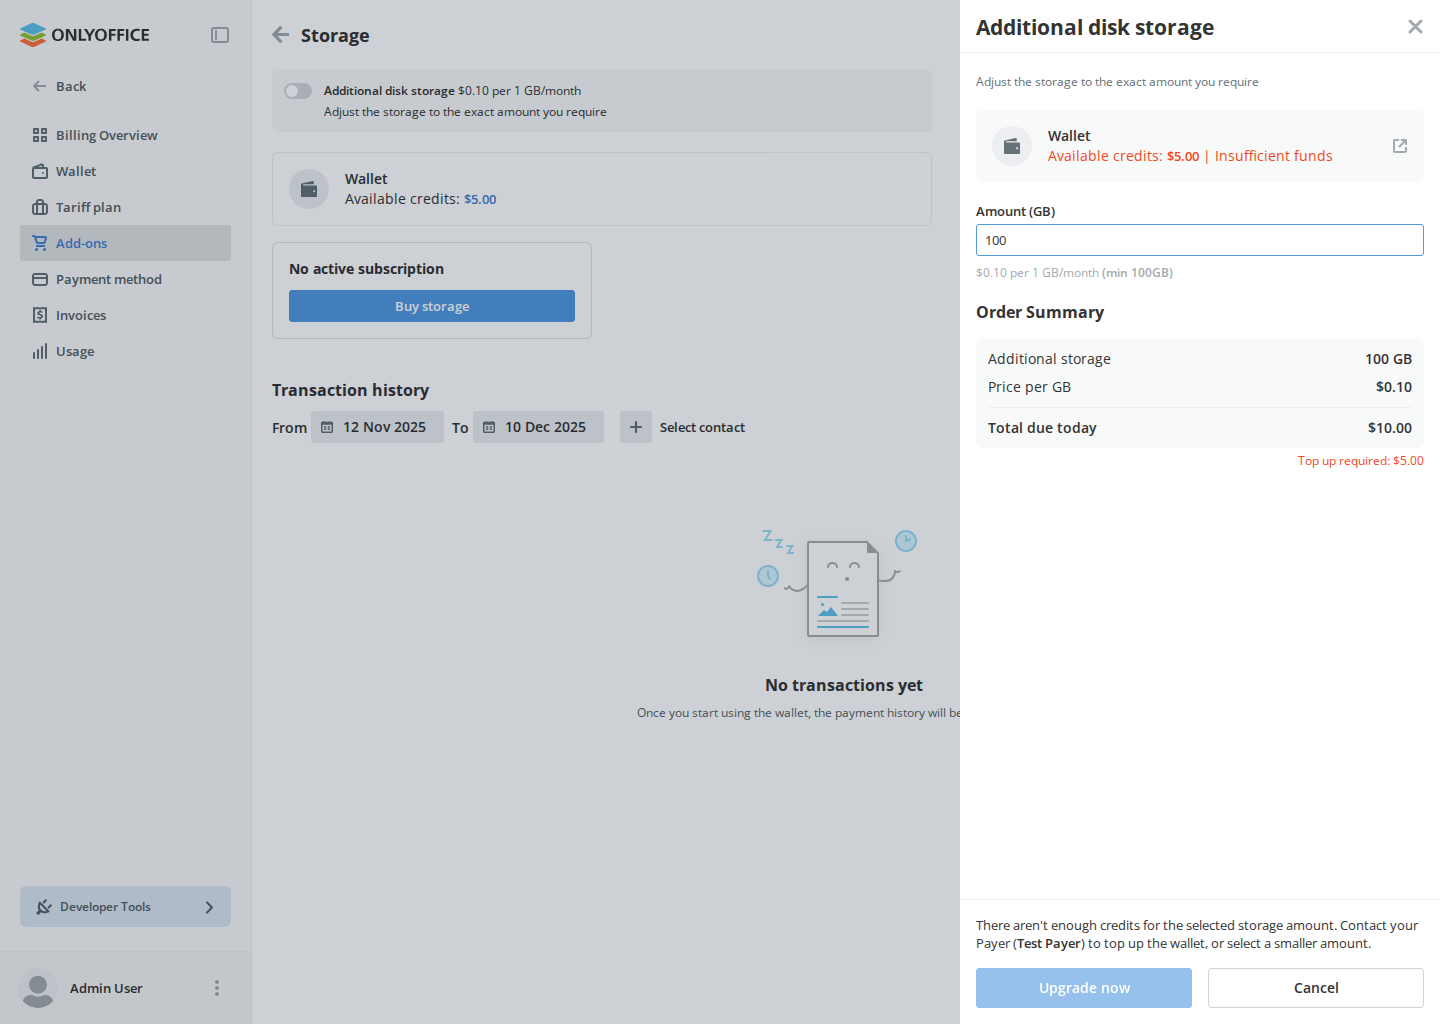 ONLYOFFICE
Back
Billing Overview
Wallet
Tariff plan
Add-ons
Payment method
Invoices
Usage
Developer Tools
Admin User
Storage
Additional disk storage $0.10 per 1 GB/month
Adjust the storage to the exact amount you require
Wallet
Available credits: $5.00
No active subscription
Buy storage
Transaction history
From 12 Nov 2025 To 10 Dec 2025 Select contact
Z z z
No transactions yet
Once you start using the wallet, the payment history will be
Additional disk storage
Adjust the storage to the exact amount you require
Wallet
Available credits: $5.00 | Insufficient funds
Amount (GB)
100
$0.10 per 1 GB/month (min 100GB)
Order Summary
Additional storage 100 GB
Price per GB $0.10
Total due today $10.00
Top up required: $5.00
There aren't enough credits for the selected storage amount. Contact your
Payer (Test Payer) to top up the wallet, or select a smaller amount.
Upgrade now
Cancel